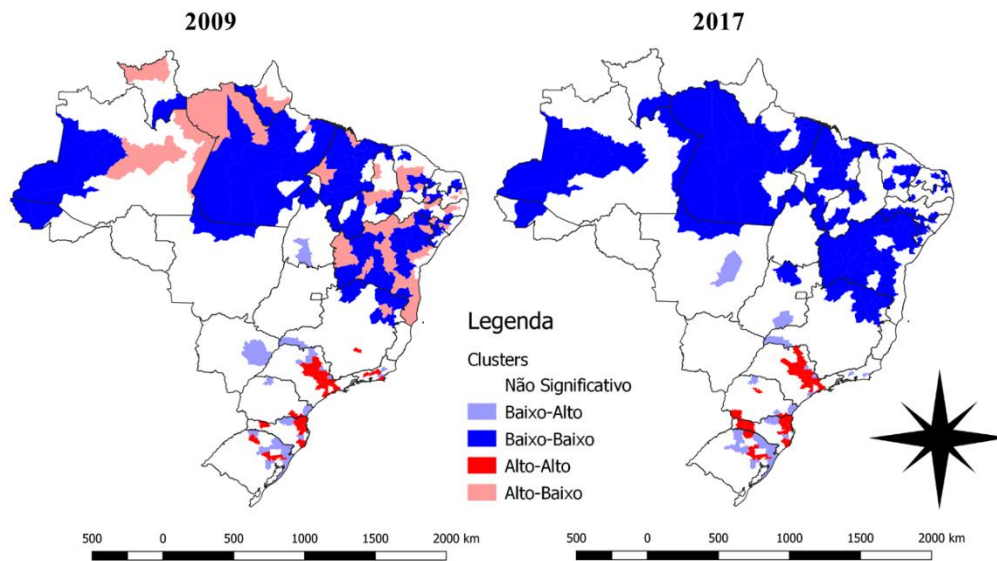 2009
2017
Legenda
Clusters
Não Significativo
Baixo-Alto
Baixo-Baixo
Alto-Alto
Alto-Baixo
500 0 500 1000 1500 2000 km
500 0 500 1000 1500 2000 km